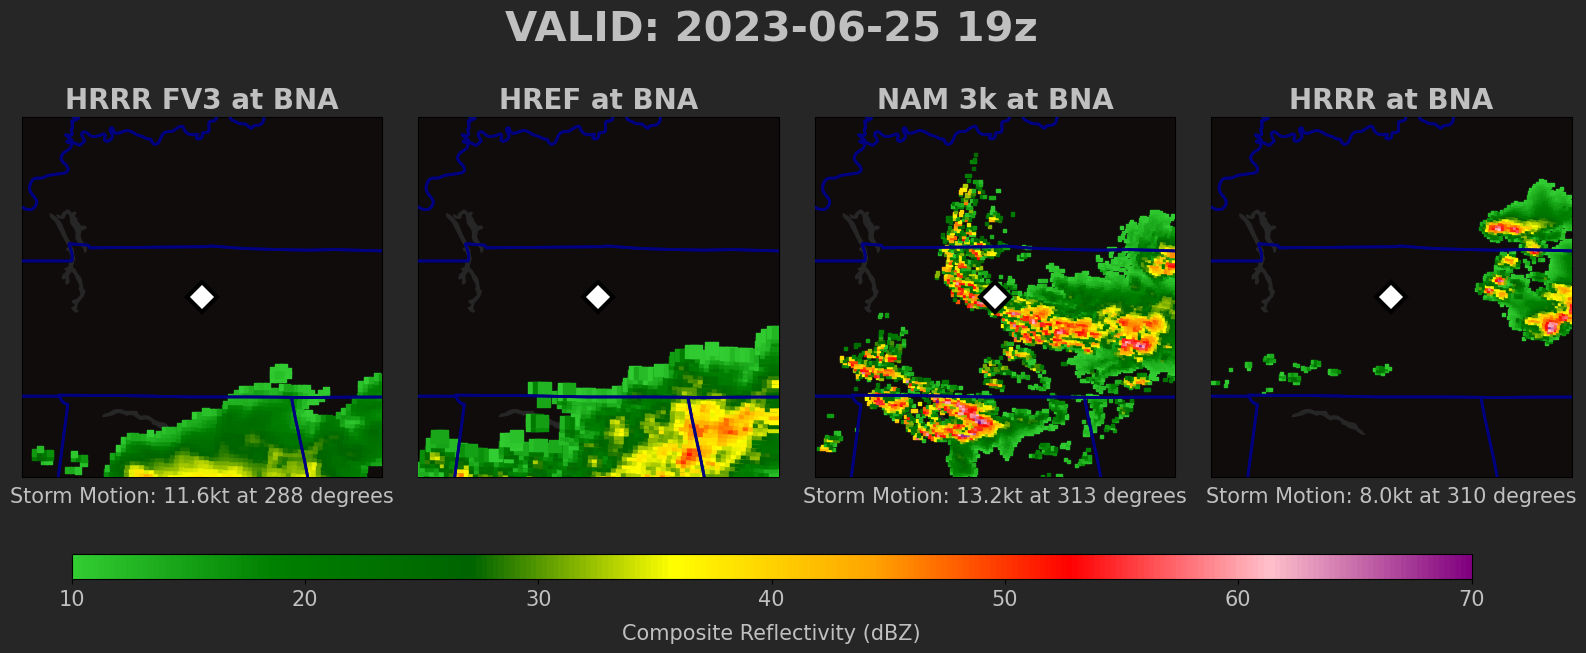 VALID: 2023-06-25 19z
HRRR FV3 at BNA
HREF at BNA
NAM 3k at BNA
HRRR at BNA
Storm Motion: 11.6kt at 288 degrees
Storm Motion: 13.2kt at 313 degrees
Storm Motion: 8.0kt at 310 degrees
10 20 30 40 50 60 70
Composite Reflectivity (dBZ)